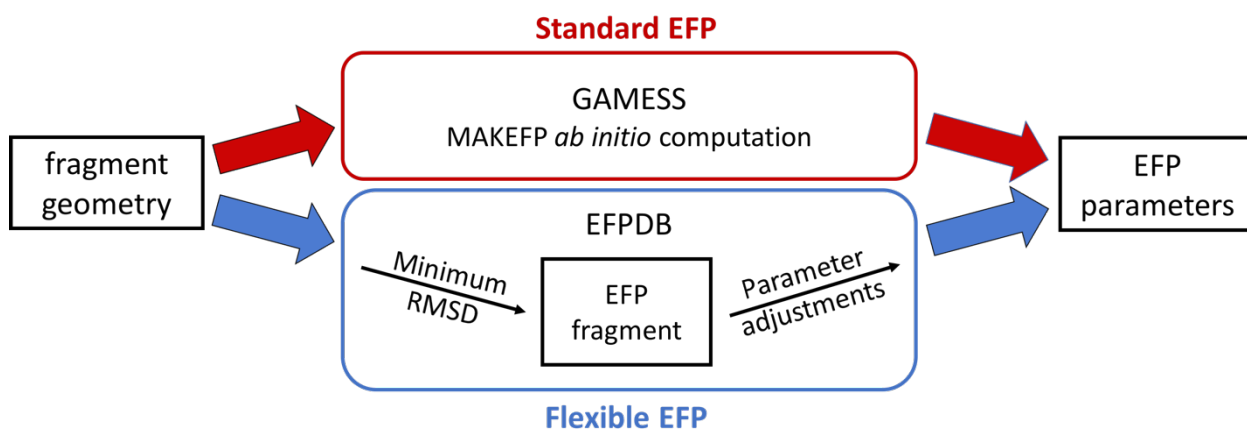 Standard EFP
GAMESS
MAKEFP ab initio computation
fragment
geometry
EFP
parameters
EFPDB
Minimum
RMSD
EFP
fragment
Parameter
adjustments
Flexible EFP